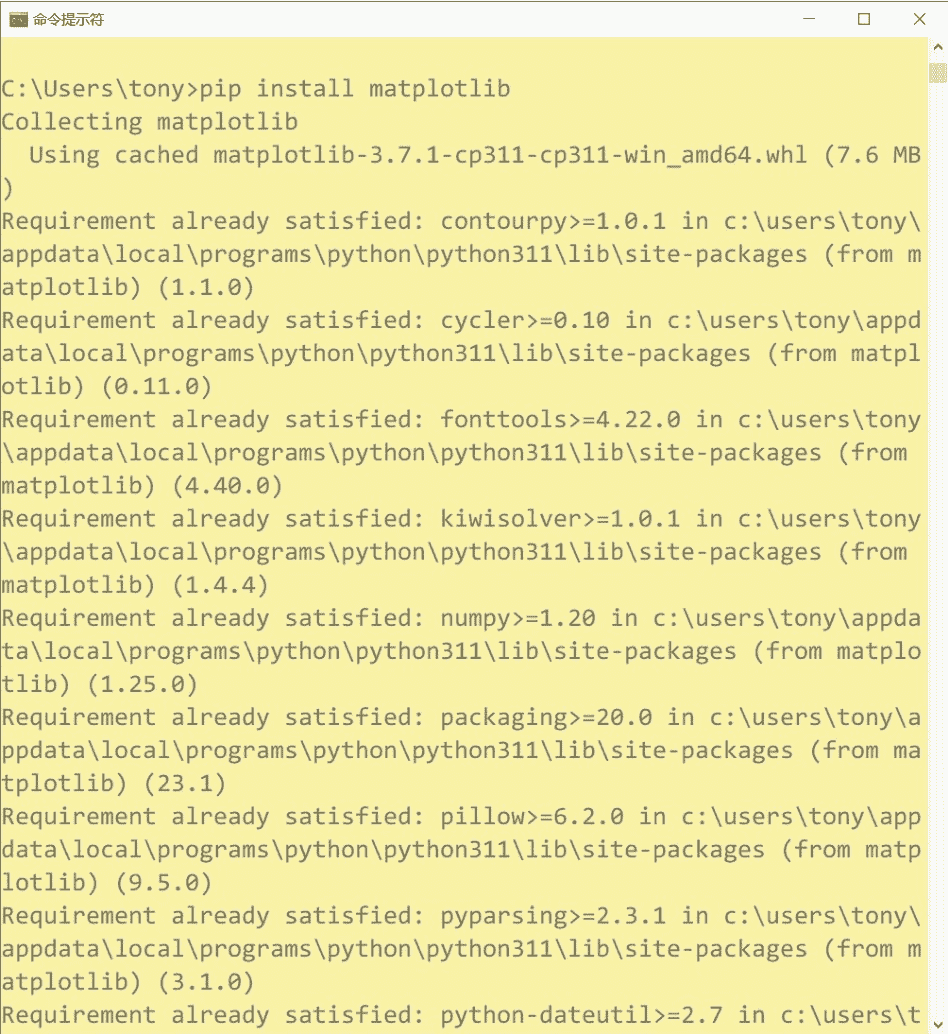 命令提示符
C:\Users\tony>pip install matplotlib
Collecting matplotlib
  Using cached matplotlib-3.7.1-cp311-cp311-win_amd64.whl (7.6 MB
)
Requirement already satisfied: contourpy>=1.0.1 in c:\users\tony\
appdata\local\programs\python\python311\lib\site-packages (from m
atplotlib) (1.1.0)
Requirement already satisfied: cycler>=0.10 in c:\users\tony\appd
ata\local\programs\python\python311\lib\site-packages (from matpl
otlib) (0.11.0)
Requirement already satisfied: fonttools>=4.22.0 in c:\users\tony
\appdata\local\programs\python\python311\lib\site-packages (from
matplotlib) (4.40.0)
Requirement already satisfied: kiwisolver>=1.0.1 in c:\users\tony
\appdata\local\programs\python\python311\lib\site-packages (from
matplotlib) (1.4.4)
Requirement already satisfied: numpy>=1.20 in c:\users\tony\appda
ta\local\programs\python\python311\lib\site-packages (from matplo
tlib) (1.25.0)
Requirement already satisfied: packaging>=20.0 in c:\users\tony\a
ppdata\local\programs\python\python311\lib\site-packages (from ma
tplotlib) (23.1)
Requirement already satisfied: pillow>=6.2.0 in c:\users\tony\app
data\local\programs\python\python311\lib\site-packages (from matp
lotlib) (9.5.0)
Requirement already satisfied: pyparsing>=2.3.1 in c:\users\tony\
appdata\local\programs\python\python311\lib\site-packages (from m
atplotlib) (3.1.0)
Requirement already satisfied: python-dateutil>=2.7 in c:\users\t